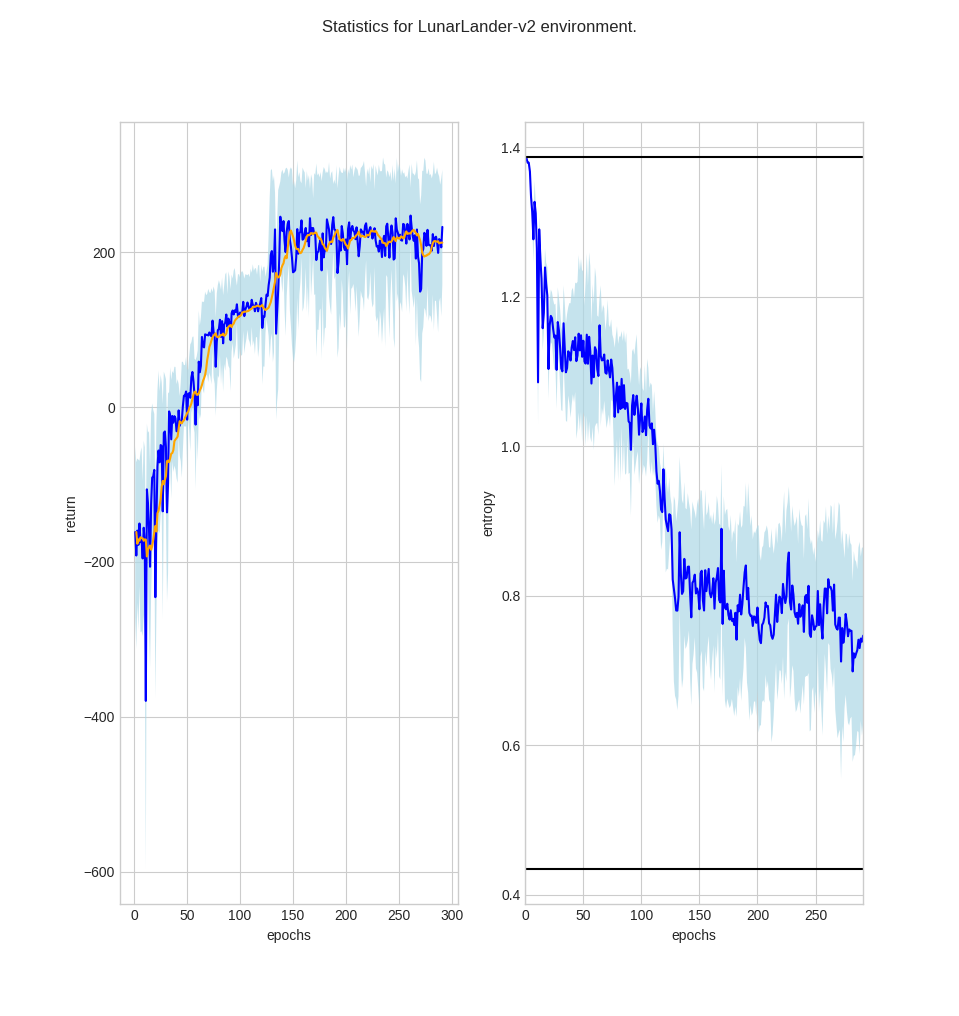 Statistics for LunarLander-v2 environment.
return
200
0
−200
−400
−600
0 50 100 150 200 250 300
epochs
entropy
1.4
1.2
1.0
0.8
0.6
0.4
0 50 100 150 200 250
epochs